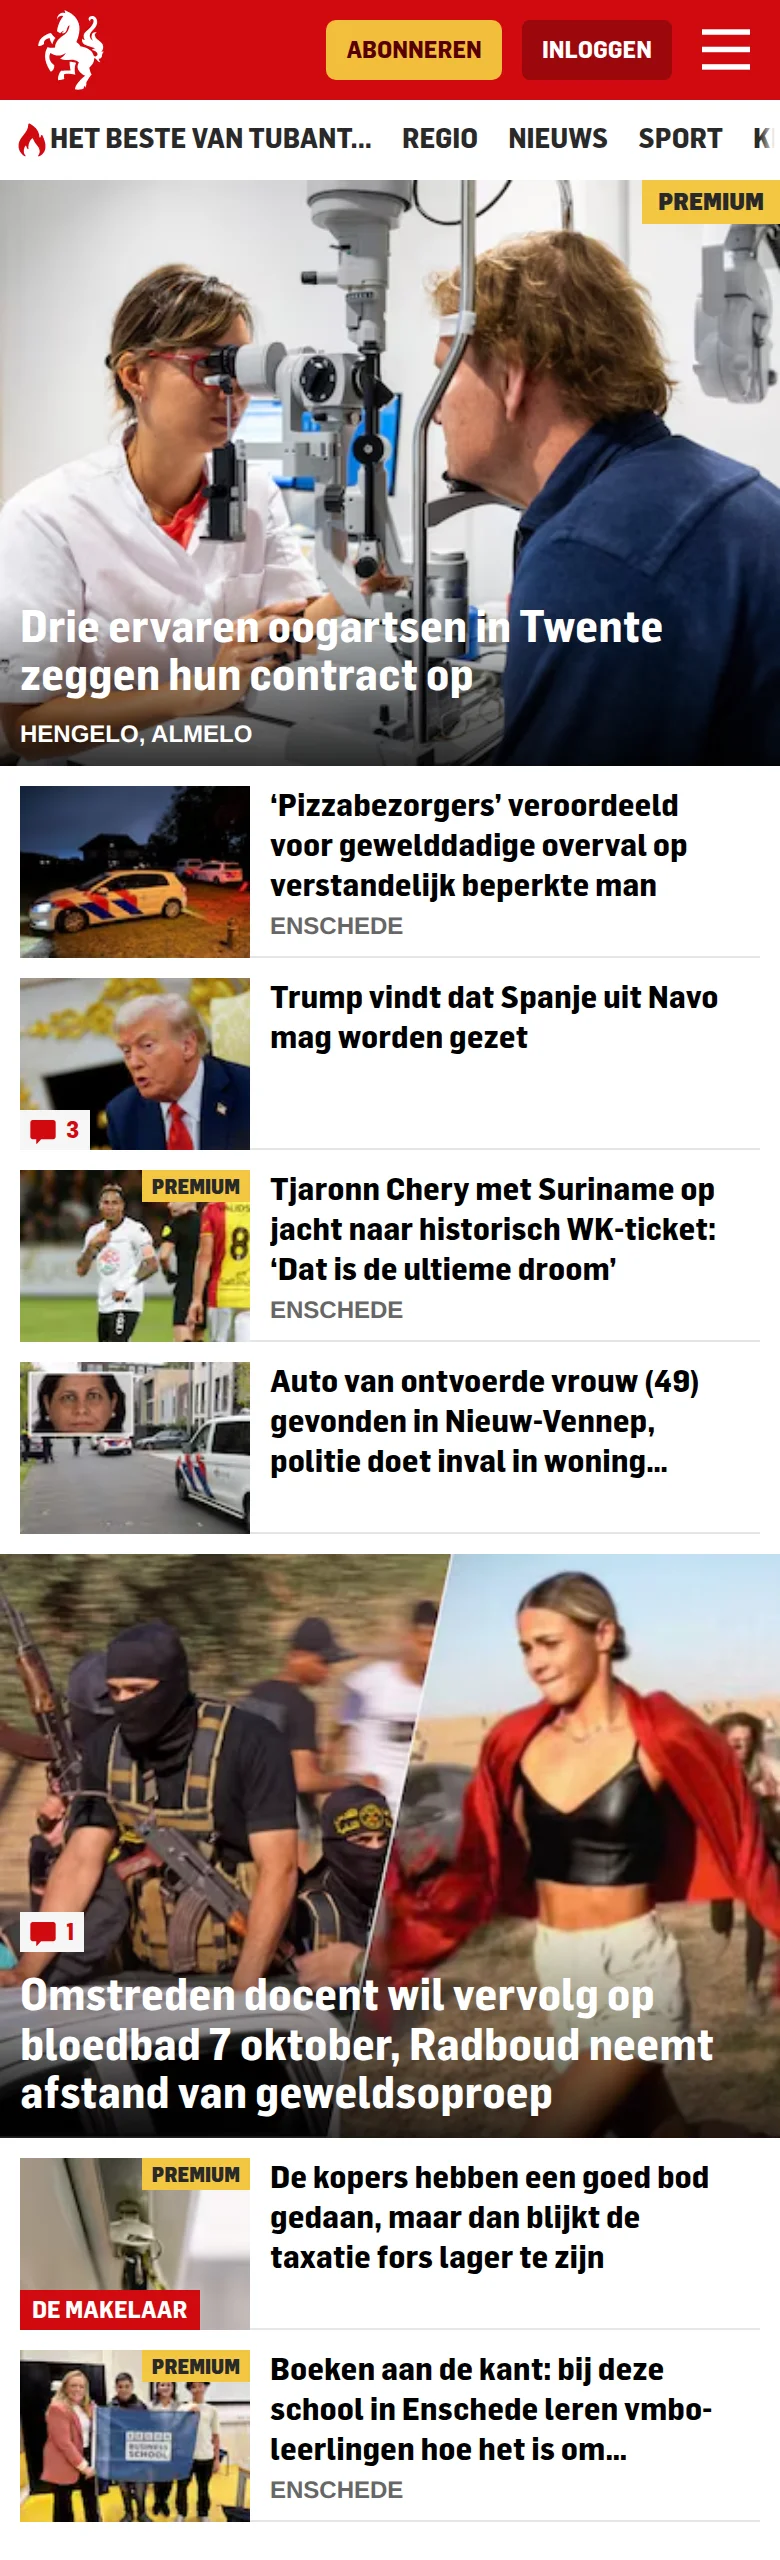 ABONNEREN
INLOGGEN
HET BESTE VAN TUBANT...
REGIO
NIEUWS
SPORT
PREMIUM
Drie ervaren oogartsen in Twente
zeggen hun contract op
HENGELO, ALMELO
‘Pizzabezorgers’ veroordeeld
voor gewelddadige overval op
verstandelijk beperkte man
ENSCHEDE
Trump vindt dat Spanje uit Navo
mag worden gezet
3
PREMIUM
8
Tjaronn Chery met Suriname op
jacht naar historisch WK-ticket:
‘Dat is de ultieme droom’
ENSCHEDE
Auto van ontvoerde vrouw (49)
gevonden in Nieuw-Vennep,
politie doet inval in woning...
1
Omstreden docent wil vervolg op
bloedbad 7 oktober, Radboud neemt
afstand van geweldsoproep
PREMIUM
DE MAKELAAR
De kopers hebben een goed bod
gedaan, maar dan blijkt de
taxatie fors lager te zijn
PREMIUM
BUSINESS
SCHOOL
Boeken aan de kant: bij deze
school in Enschede leren vmbo-
leerlingen hoe het is om...
ENSCHEDE